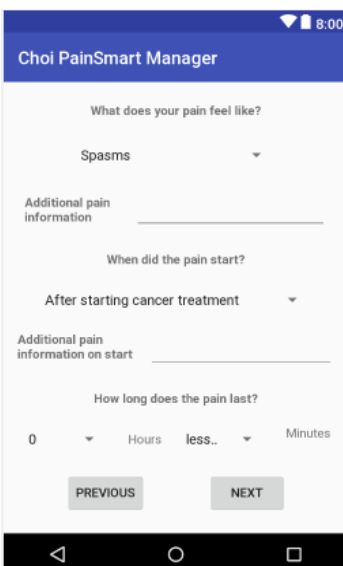 8:00
Choi PainSmart Manager
What does your pain feel like?
Spasms
Additional pain
information
When did the pain start?
After starting cancer treatment
Additional pain
information on start
How long does the pain last?
0 Hours less.. Minutes
PREVIOUS NEXT